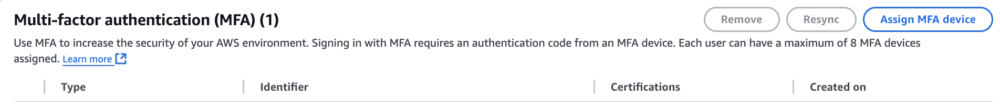 Multi-factor authentication (MFA) (1)
Remove
Resync
Assign MFA device
Use MFA to increase the security of your AWS environment. Signing in with MFA requires an authentication code from an MFA device. Each user can have a maximum of 8 MFA devices
assigned. Learn more
Type
Identifier
Certifications
Created on